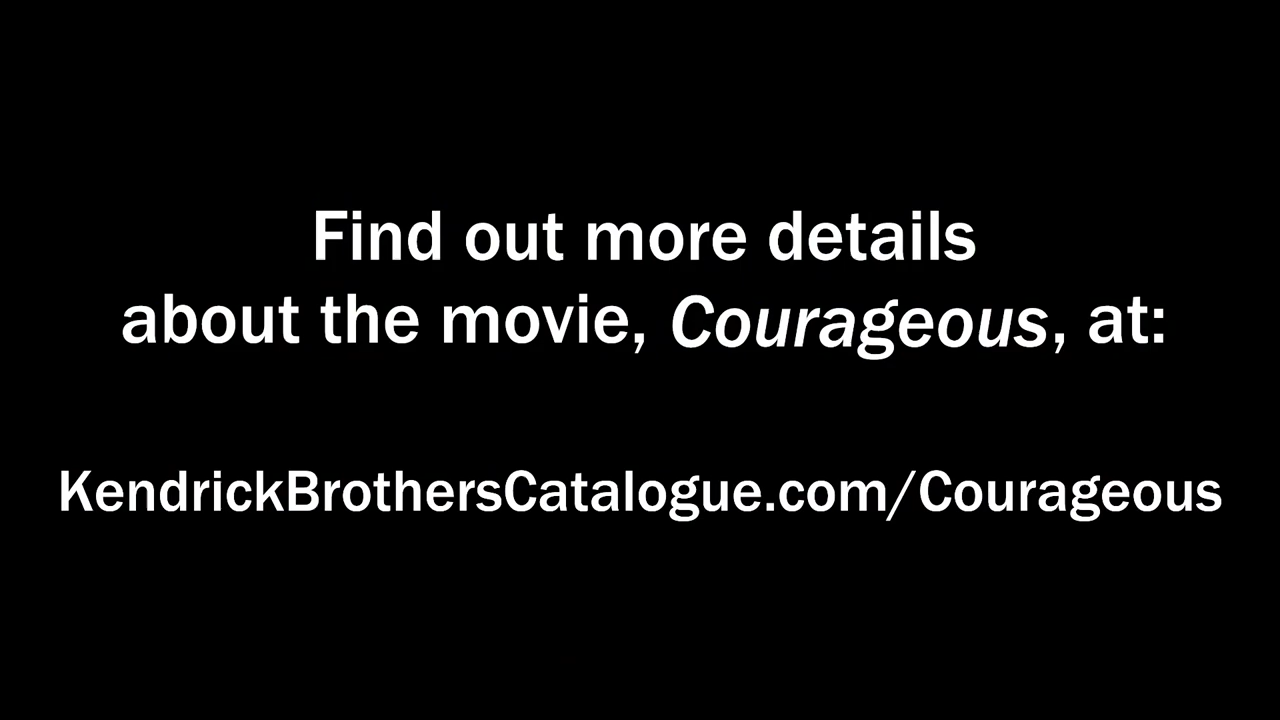 Find out more details
about the movie, Courageous, at:
KendrickBrothersCatalogue.com/Courageous